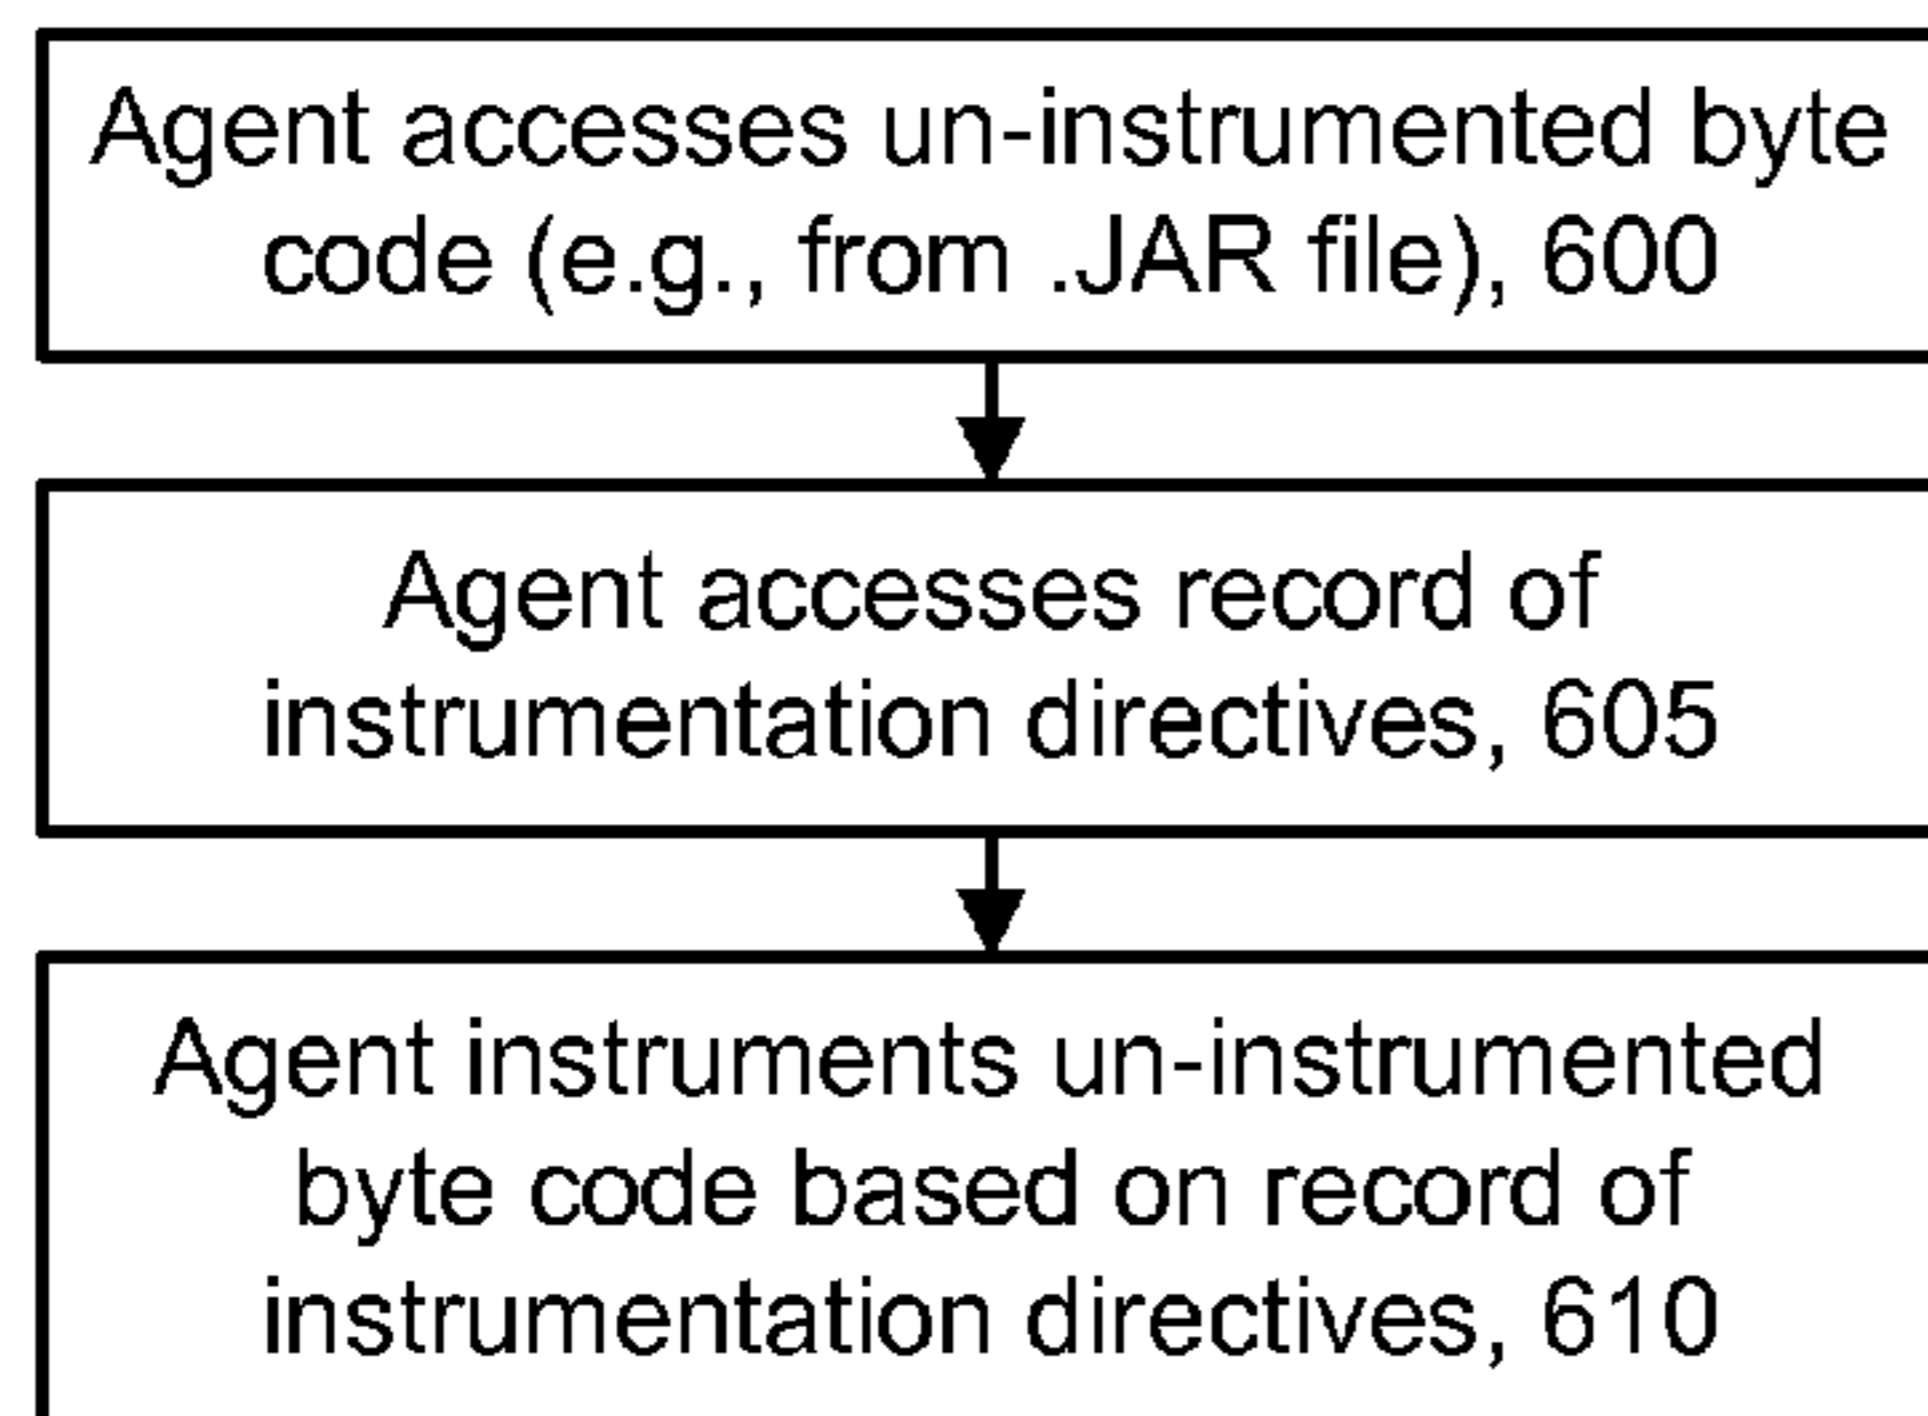 Agent accesses un-instrumented byte
code (e.g., from .JAR file), 600
Agent accesses record of
instrumentation directives, 605
Agent instruments un-instrumented
byte code based on record of
instrumentation directives, 610